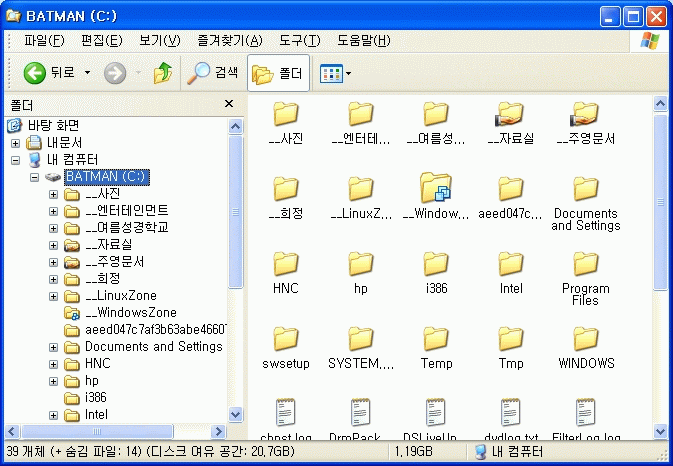 BATMAN (C:)
파일(F) 편집(E) 보기(V) 즐겨찾기(A) 도구(T) 도움말(H)
뒤로 검색 폴더
폴더
바탕 화면
내문서
내 컴퓨터
BATMAN (C:)
__사진
__엔터테인먼트
__여름성경학교
__자료실
__주영문서
__희정
__LinuxZone
__WindowsZone
aeed047c7af3b63abe4660
Documents and Settings
HNC
hp
i386
Intel
__사진 __엔터테... __여름성... __자료실 __주영문서
__희정 __LinuxZ... __Window... aeed047c... Documents
and Settings
HNC hp i386 Intel Program
Files
swsetup SYSTEM,... Temp Tmp WINDOWS
chpst.log DrmPack... DSLiveUp... dvdlog.txt FilterLog.log
39 개체 (+ 숨김 파일: 14) (디스크 여유 공간: 20,7GB) 1,19GB 내 컴퓨터